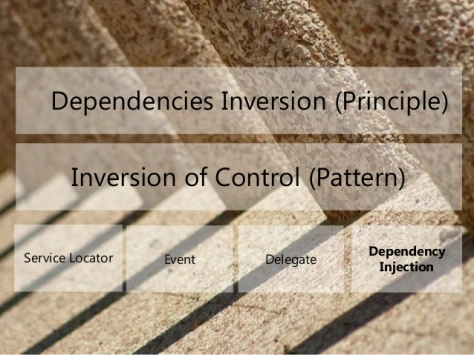 Dependencies Inversion (Principle)
Inversion of Control (Pattern)
Service Locator
Event
Delegate
Dependency
Injection